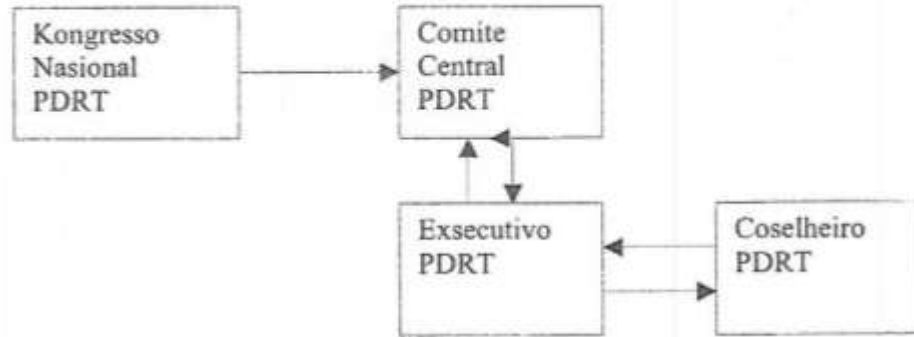 Kongresso
Nasional
PDRT
Comite
Central
PDRT
Exsecutivo
PDRT
Coselheiro
PDRT